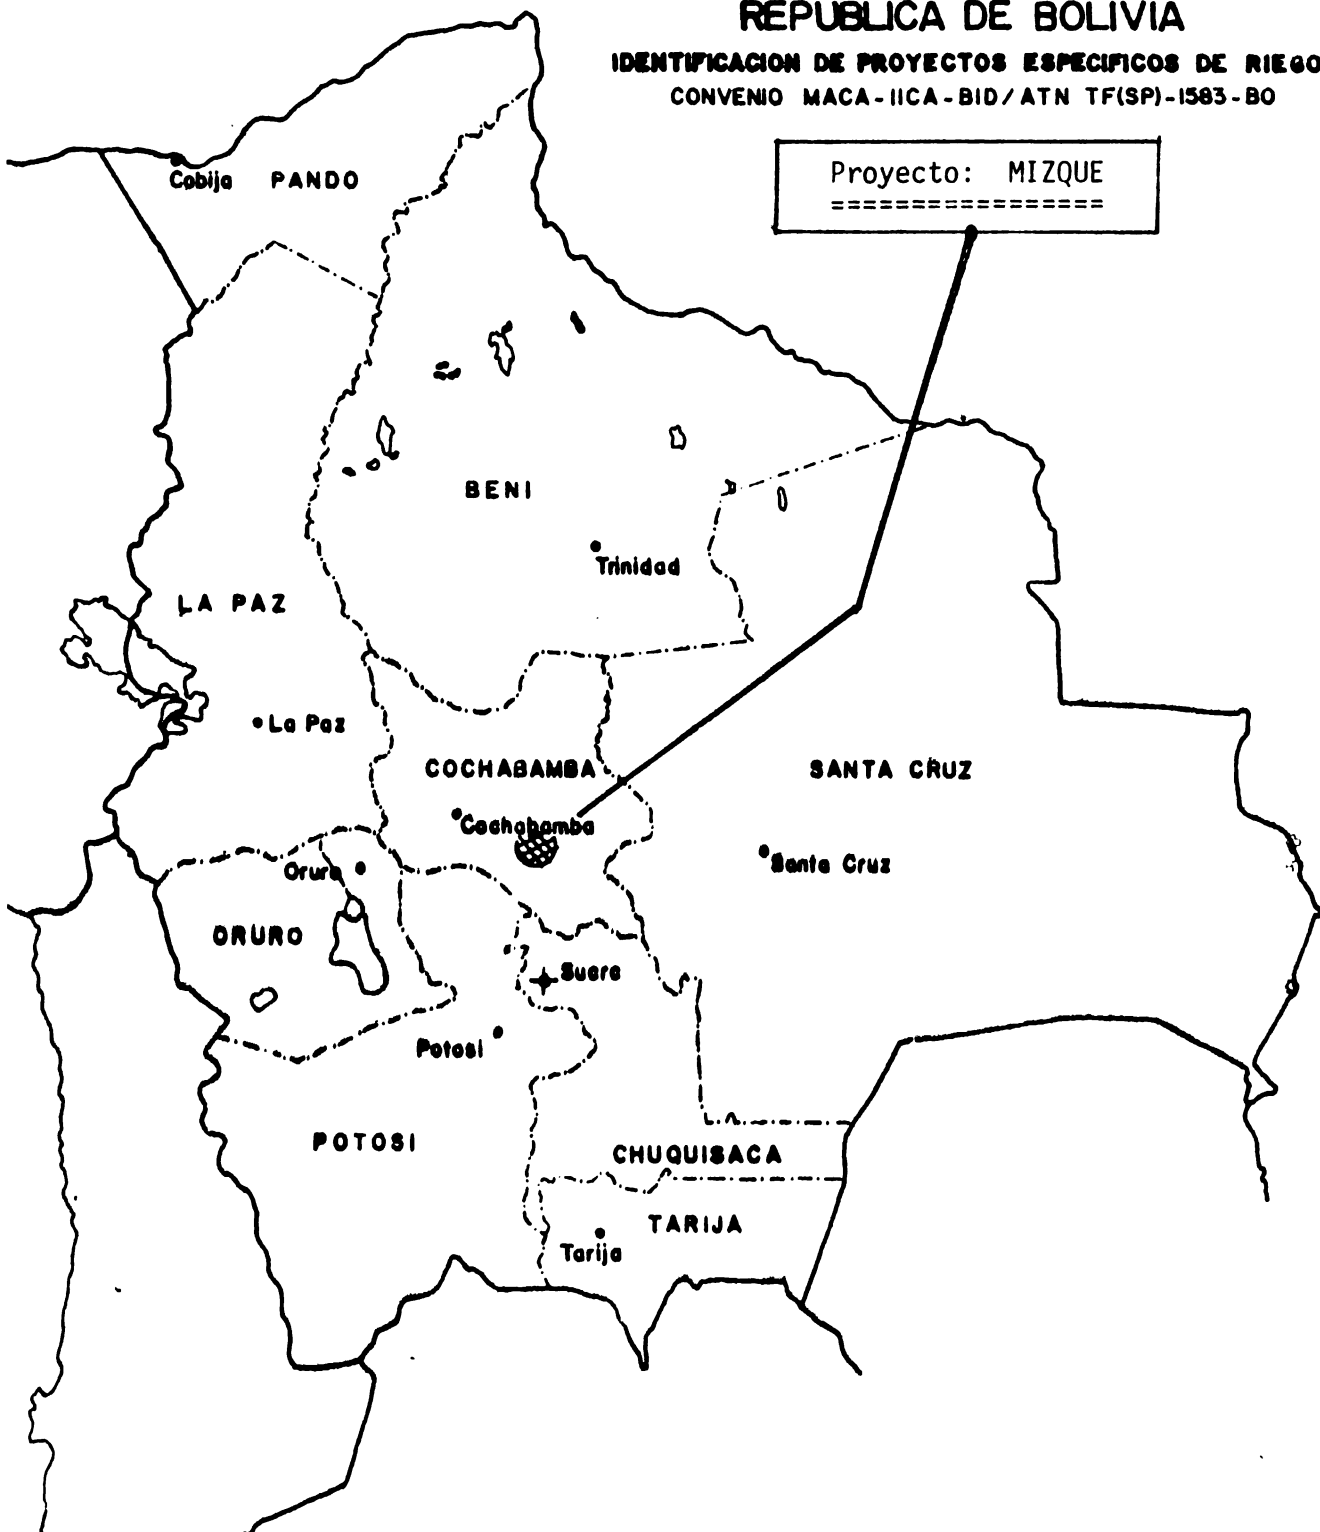 REPUBLICA DE BOLIVIA
IDENTIFICACION DE PROYECTOS ESPECIFICOS DE RIEGO
CONVENIO MACA-IICA-BID/ATN TF(SP)-1583-BO
Proyecto: MIZQUE
=================
Cobija PANDO
BENI
Trinidad
LA PAZ
La Paz
COCHABAMBA
SANTA CRUZ
Cochabamba
Santa Cruz
Oruro
ORURO
Sucre
Potosi
POTOSI
CHUQUISACA
TARIJA
Tarija